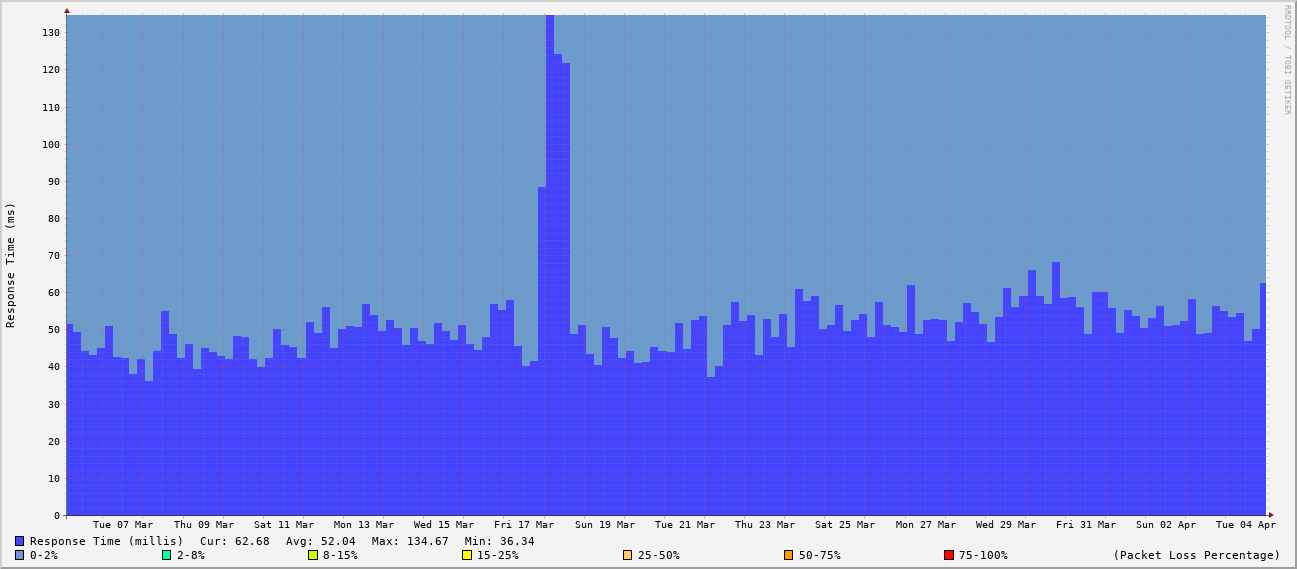 RRDTOOL / TOBI OETIKER
Response Time (ms)
130
120
110
100
90
80
70
60
50
40
30
20
10
0
Tue 07 Mar Thu 09 Mar Sat 11 Mar Mon 13 Mar Wed 15 Mar Fri 17 Mar Sun 19 Mar Tue 21 Mar Thu 23 Mar Sat 25 Mar Mon 27 Mar Wed 29 Mar Fri 31 Mar Sun 02 Apr Tue 04 Apr
Response Time (millis) Cur: 62.68 Avg: 52.04 Max: 134.67 Min: 36.34
0-2% 2-8% 8-15% 15-25% 25-50% 50-75% 75-100% (Packet Loss Percentage)